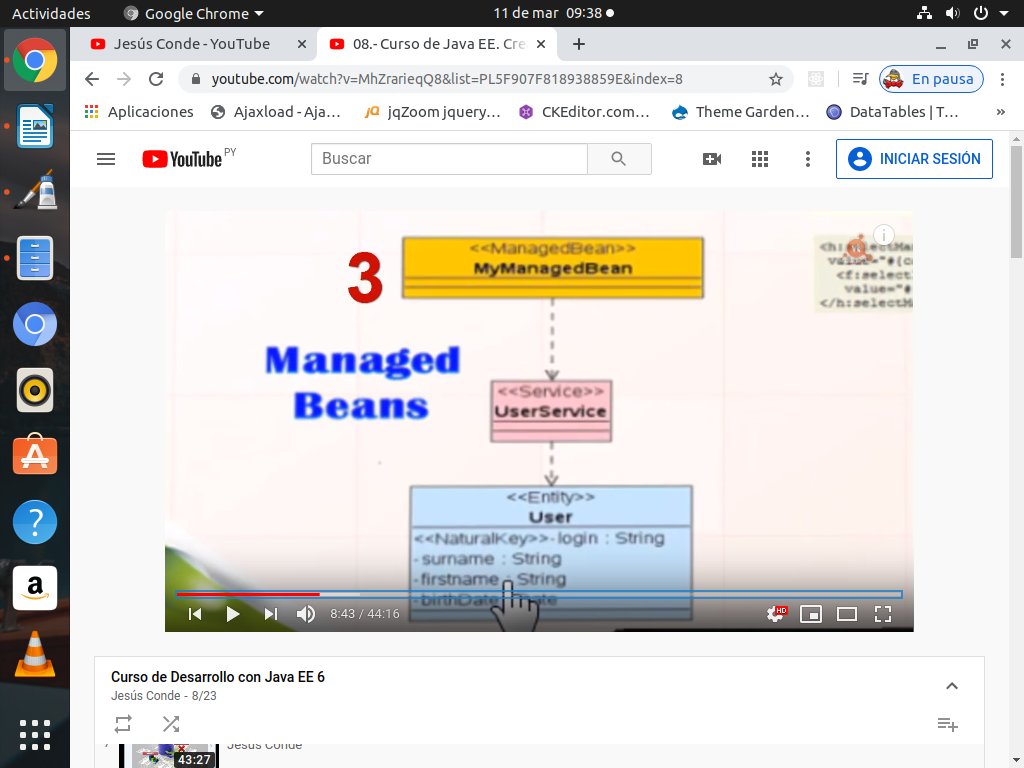 Actividades
Google Chrome
11 de mar 09:38
Jesús Conde - YouTube
08.- Curso de Java EE. Cre
youtube.com/watch?v=MhZrarieqQ8&list=PL5F907F818938859E&index=8
En pausa
Aplicaciones
Ajaxload - Aja…
jqZoom jquery…
CKEditor.com…
Theme Garden…
DataTables | T…
»
YouTube PY
Buscar
INICIAR SESIÓN
3
Managed
Beans
<<ManagedBean>>
MyManagedBean
<<Service>>
UserService
<<Entity>>
User
<<NaturalKey>>-login : String
- surname : String
- firstname : String
- birthDate
<h:selectMa
value="#{c
<f:select
value="#
</h:selectMa
8:43 / 44:16
HD
Curso de Desarrollo con Java EE 6
Jesús Conde - 8/23
Jesús Conde
43:27
a
?